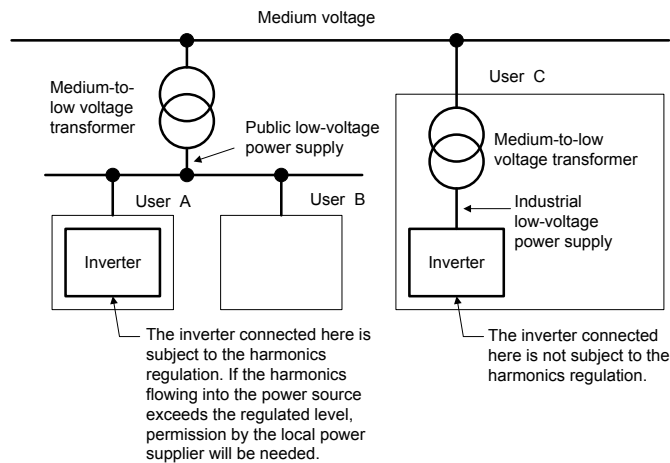 Medium voltage
User C
Medium-to-low
voltage
transformer
Public low-voltage
power supply
Medium-to-low
voltage transformer
User A
User B
Industrial
low-voltage
power supply
Inverter
Inverter
The inverter connected here is
subject to the harmonics
regulation. If the harmonics
flowing into the power source
exceeds the regulated level,
permission by the local power
supplier will be needed.
The inverter connected
here is not subject to the
harmonics regulation.